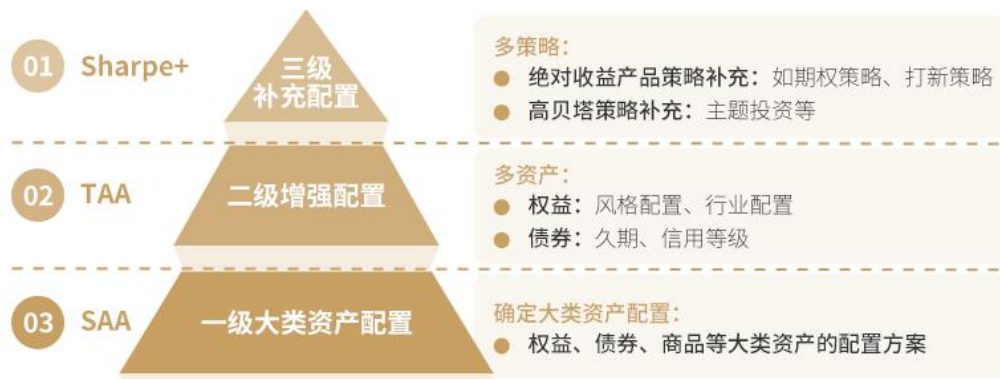 01 Sharpe+
三级
补充配置
多策略：
绝对收益产品策略补充：如期权策略、打新策略
高贝塔策略补充：主题投资等
02 TAA
二级增强配置
多资产：
权益：风格配置、行业配置
债券：久期、信用等级
03 SAA
一级大类资产配置
确定大类资产配置：
权益、债券、商品等大类资产的配置方案